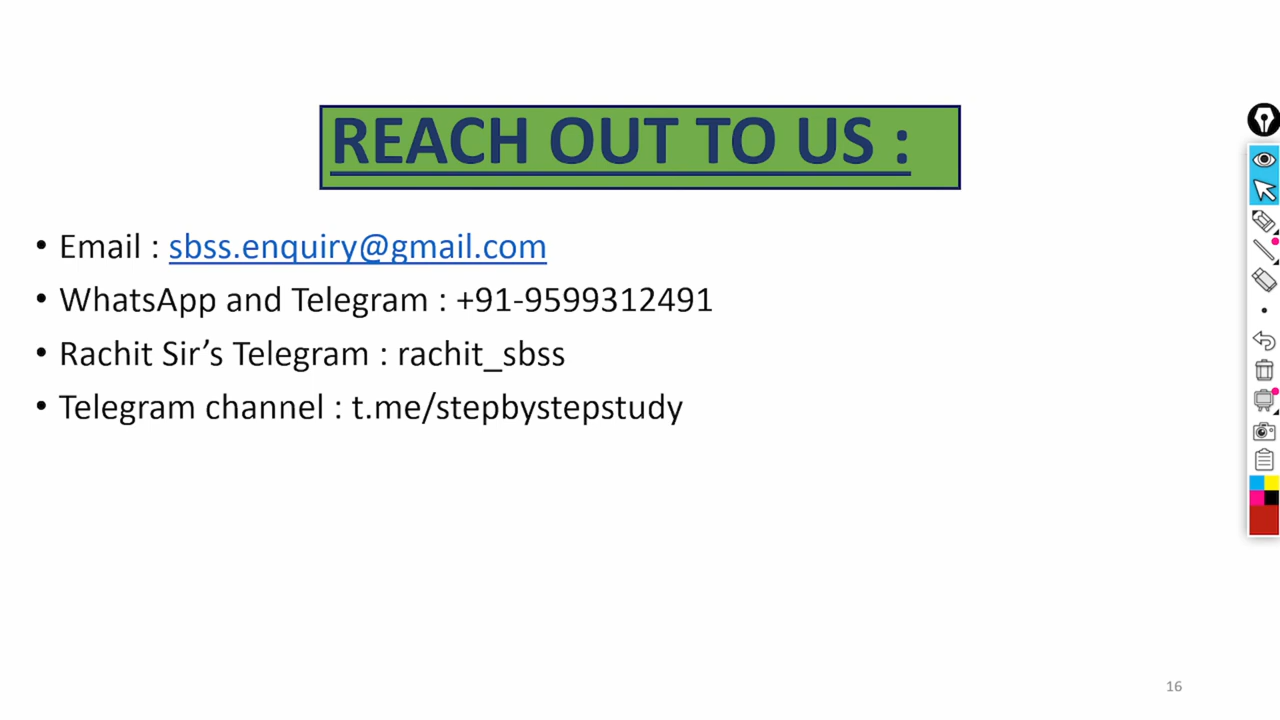 REACH OUT TO US :
• Email : sbss.enquiry@gmail.com
• WhatsApp and Telegram : +91-9599312491
• Rachit Sir’s Telegram : rachit_sbss
• Telegram channel : t.me/stepbystepstudy
16